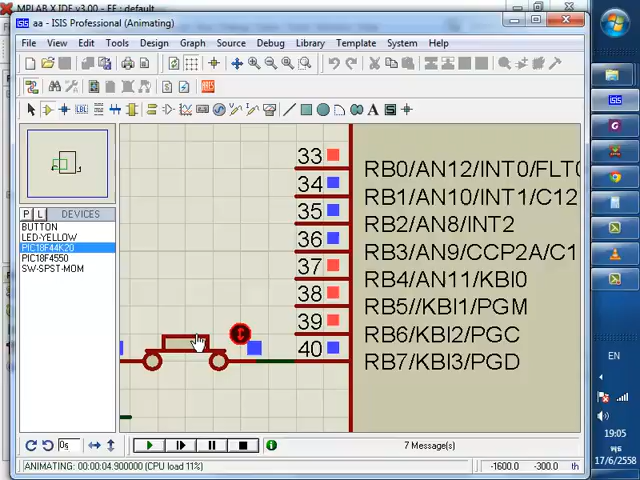 MPLAB X IDE v3.00 - EE : default
aa - ISIS Professional (Animating)
File View Edit Tools Design Graph Source Debug Library Template System Help
LBL
A
P L DEVICES
BUTTON
LED-YELLOW
PIC18F44K20
PIC18F4550
SW-SPST-MOM
33
34
35
36
37
38
39
40
RB0/AN12/INT0/FLT0
RB1/AN10/INT1/C12
RB2/AN8/INT2
RB3/AN9/CCP2A/C1
RB4/AN11/KBI0
RB5//KBI1/PGM
RB6/KBI2/PGC
RB7/KBI3/PGD
7 Message(s)
ANIMATING: 00:00:04.900000 (CPU load 11%)
-1600.0 -300.0 th
EN
19:05
พุธ
17/6/2558